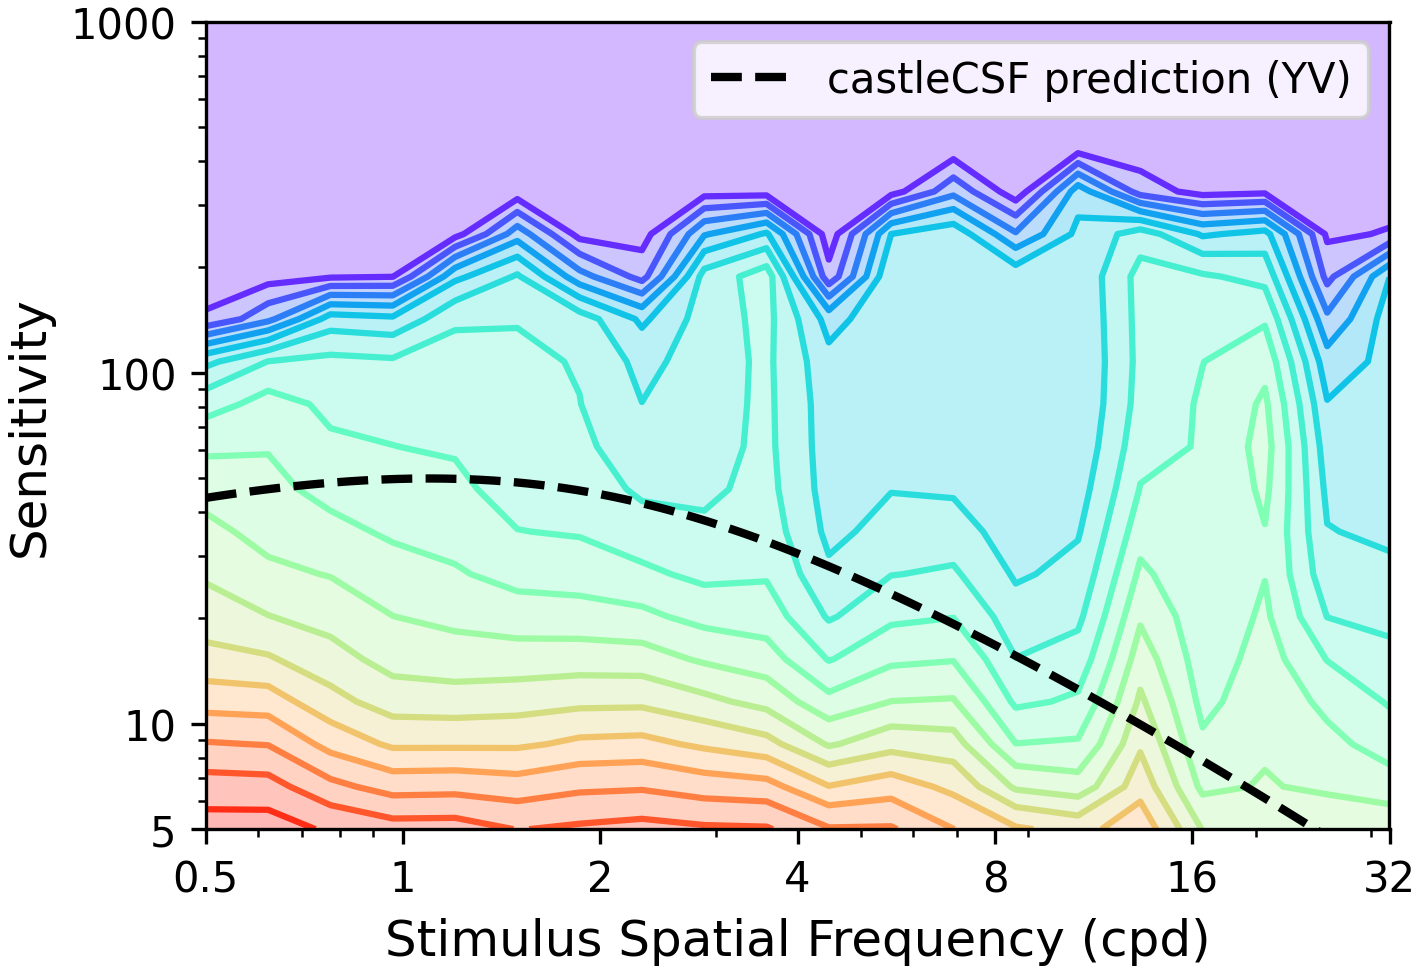 1000
castleCSF prediction (YV)
100
Sensitivity
10
5
0.5 1 2 4 8 16 32
Stimulus Spatial Frequency (cpd)